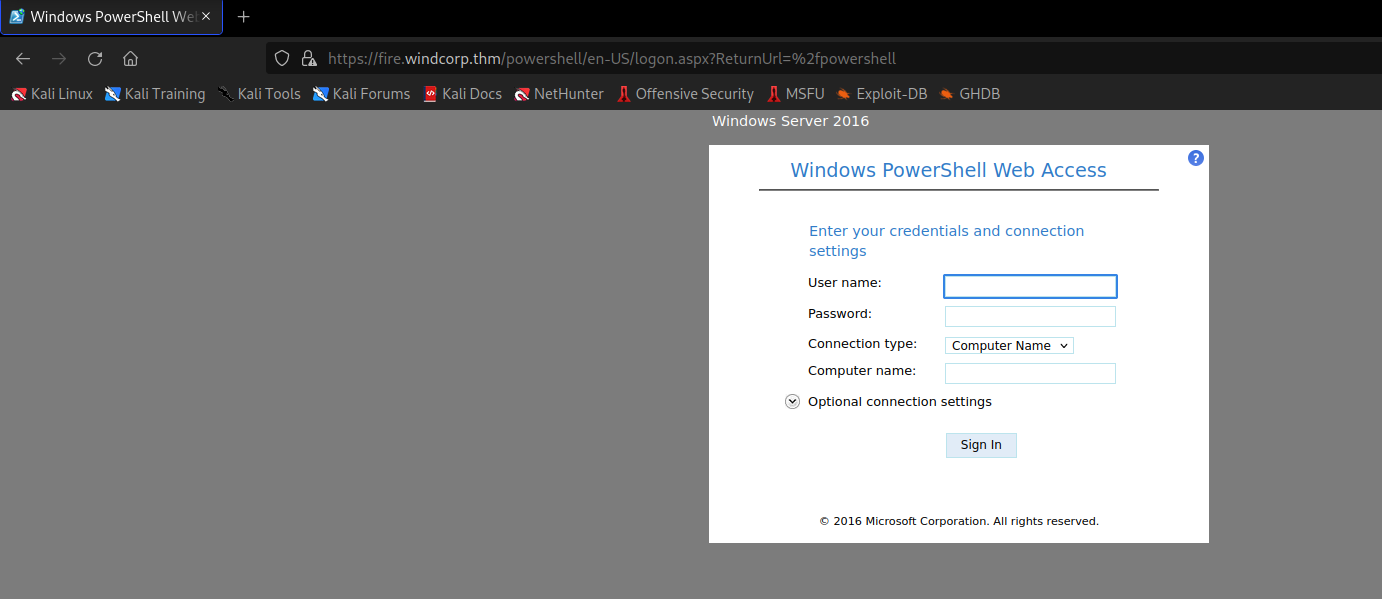 Windows PowerShell We
https://fire.windcorp.thm/powershell/en-US/logon.aspx?ReturnUrl=%2fpowershell
Kali Linux Kali Training Kali Tools Kali Forums Kali Docs NetHunter Offensive Security MSFU Exploit-DB GHDB
Windows Server 2016
?
Windows PowerShell Web Access
Enter your credentials and connection
settings
User name:
Password:
Connection type: Computer Name
Computer name:
Optional connection settings
Sign In
© 2016 Microsoft Corporation. All rights reserved.